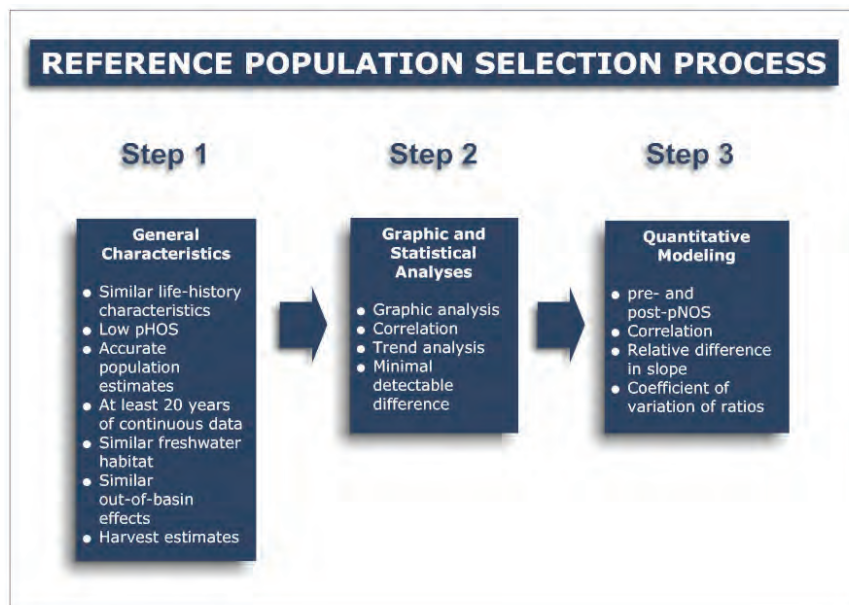 REFERENCE POPULATION SELECTION PROCESS
Step 1
General
Characteristics
● Similar life-history
characteristics
● Low pHOS
● Accurate
population
estimates
● At least 20 years
of continuous data
● Similar freshwater
habitat
● Similar
out-of-basin
effects
● Harvest estimates
Step 2
Graphic and
Statistical
Analyses
● Graphic analysis
● Correlation
● Trend analysis
● Minimal
detectable
difference
Step 3
Quantitative
Modeling
● pre- and
post-pNOS
● Correlation
● Relative difference
in slope
● Coefficient of
variation of ratios